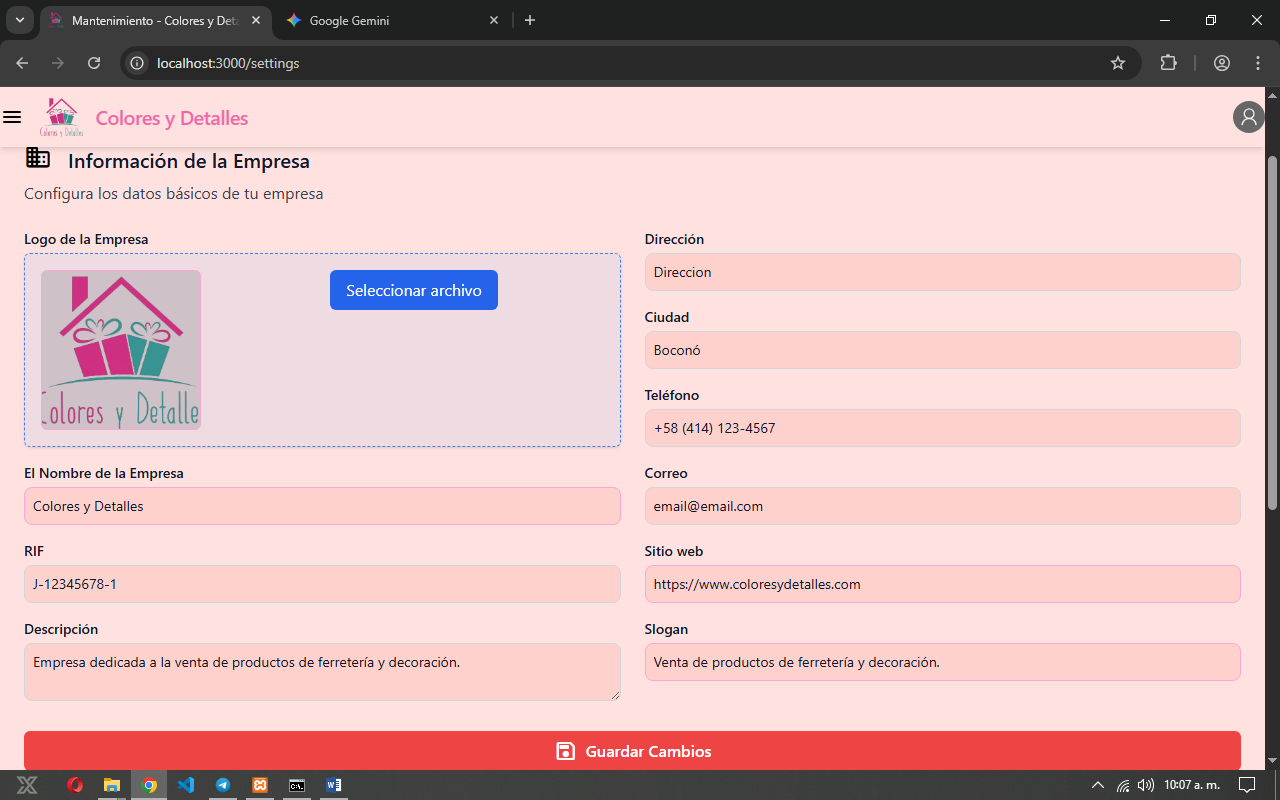 Mantenimiento - Colores y Deta
Google Gemini
localhost:3000/settings
Colores y Detalles
Colores y Detalles
Información de la Empresa
Configura los datos básicos de tu empresa
Logo de la Empresa
Seleccionar archivo
olores y Detalle
El Nombre de la Empresa
Colores y Detalles
RIF
J-12345678-1
Descripción
Empresa dedicada a la venta de productos de ferretería y decoración.
Dirección
Direccion
Ciudad
Boconó
Teléfono
+58 (414) 123-4567
Correo
email@email.com
Sitio web
https://www.coloresydetalles.com
Slogan
Venta de productos de ferretería y decoración.
Guardar Cambios
10:07 a. m.